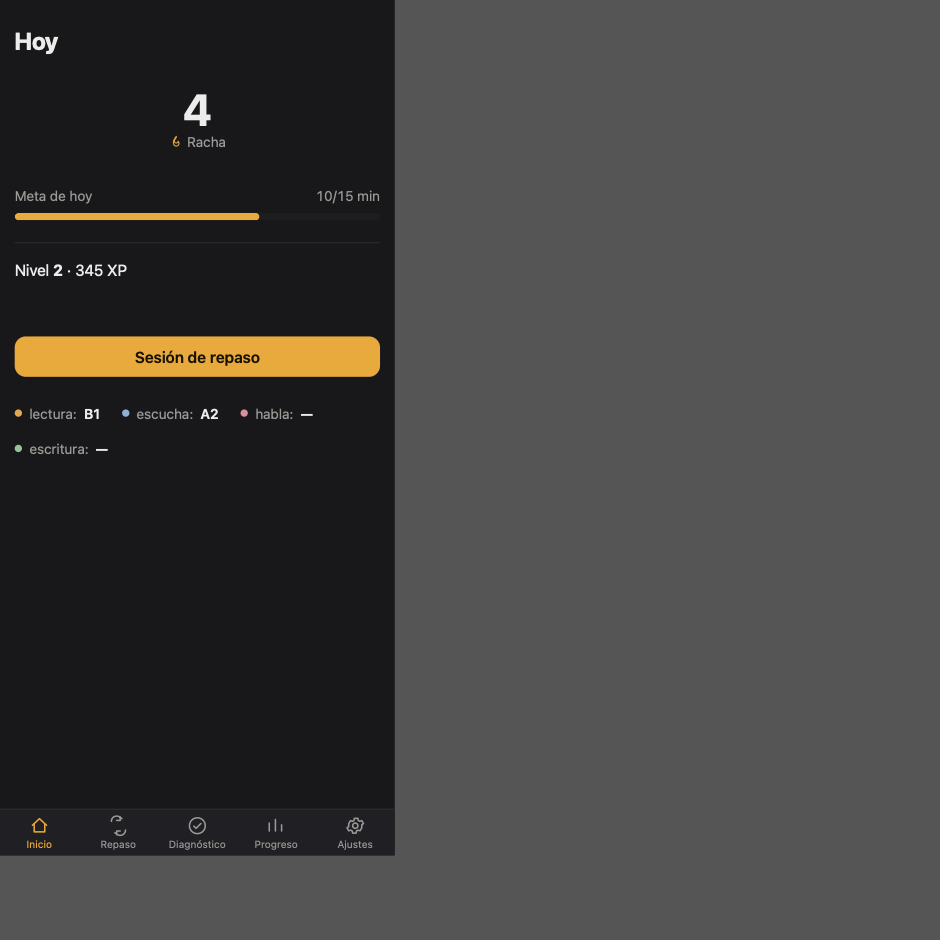 Hoy
4
Racha
Meta de hoy 10/15 min
Nivel 2 · 345 XP
Sesión de repaso
lectura: B1 escucha: A2 habla: —
escritura: —
Inicio Repaso Diagnóstico Progreso Ajustes